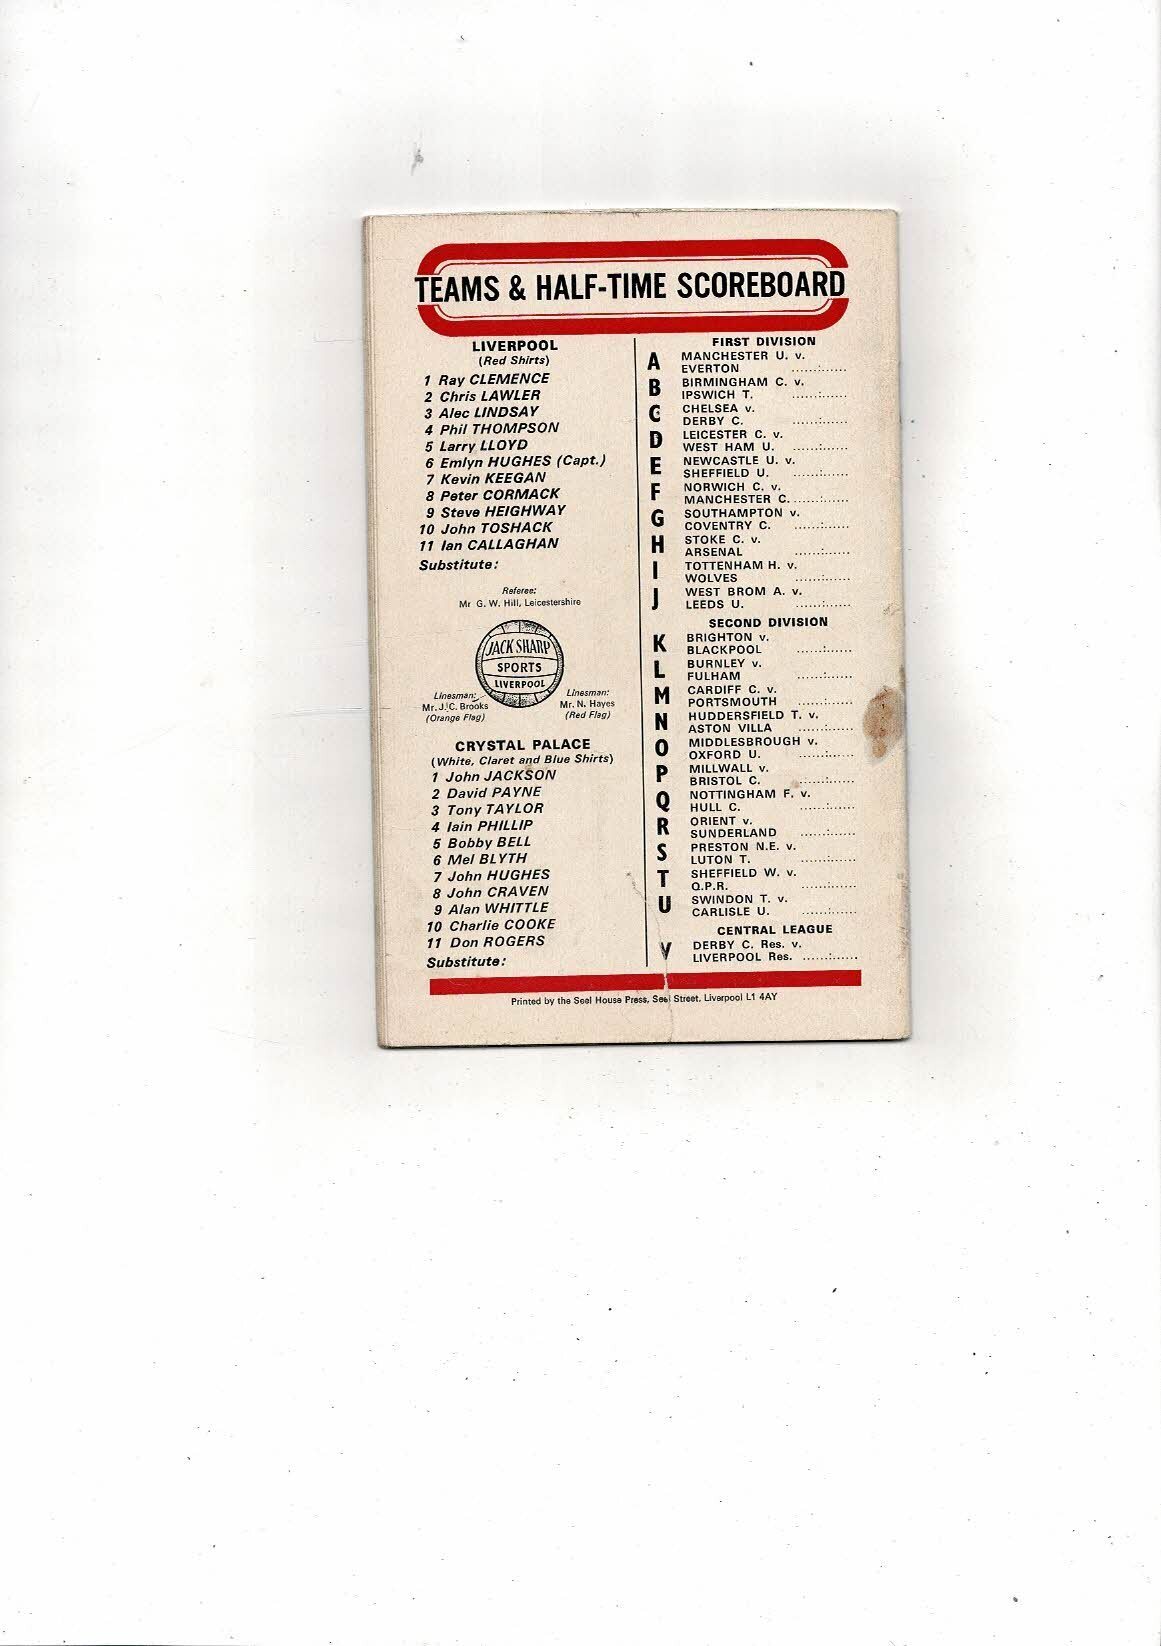 TEAMS & HALF-TIME SCOREBOARD
LIVERPOOL
(Red Shirts)
1 Ray CLEMENCE
2 Chris LAWLER
3 Alec LINDSAY
4 Phil THOMPSON
5 Larry LLOYD
6 Emlyn HUGHES (Capt.)
7 Kevin KEEGAN
8 Peter CORMACK
9 Steve HEIGHWAY
10 John TOSHACK
11 Ian CALLAGHAN
Substitute:
Referee:
Mr G. W. Hill, Leicestershire
JACK SHARP
SPORTS
LIVERPOOL
Linesman:
Mr. J. C. Brooks
(Orange Flag)
Linesman:
Mr. N. Hayes
(Red Flag)
CRYSTAL PALACE
(White, Claret and Blue Shirts)
1 John JACKSON
2 David PAYNE
3 Tony TAYLOR
4 Iain PHILLIP
5 Bobby BELL
6 Mel BLYTH
7 John HUGHES
8 John CRAVEN
9 Alan WHITTLE
10 Charlie COOKE
11 Don ROGERS
Substitute:
FIRST DIVISION
A MANCHESTER U. v.
EVERTON ......:......
B BIRMINGHAM C. v.
IPSWICH T. ......:......
C CHELSEA v.
DERBY C. ......:......
D LEICESTER C. v.
WEST HAM U. ......:......
E NEWCASTLE U. v.
SHEFFIELD U. ......:......
F NORWICH C. v.
MANCHESTER C. ......:......
G SOUTHAMPTON v.
COVENTRY C. ......:......
H STOKE C. v.
ARSENAL ......:......
I TOTTENHAM H. v.
WOLVES ......:......
J WEST BROM A. v.
LEEDS U. ......:......
SECOND DIVISION
K BRIGHTON v.
BLACKPOOL ......:......
L BURNLEY v.
FULHAM ......:......
M CARDIFF C. v.
PORTSMOUTH ......:......
N HUDDERSFIELD T. v.
ASTON VILLA ......:......
O MIDDLESBROUGH v.
OXFORD U. ......:......
P MILLWALL v.
BRISTOL C. ......:......
Q NOTTINGHAM F. v.
HULL C. ......:......
R ORIENT v.
SUNDERLAND ......:......
S PRESTON N.E. v.
LUTON T. ......:......
T SHEFFIELD W. v.
Q.P.R. ......:......
U SWINDON T. v.
CARLISLE U. ......:......
CENTRAL LEAGUE
V DERBY C. Res. v.
LIVERPOOL Res. ......:......
Printed by the Seel House Press, Seel Street, Liverpool L1 4AY